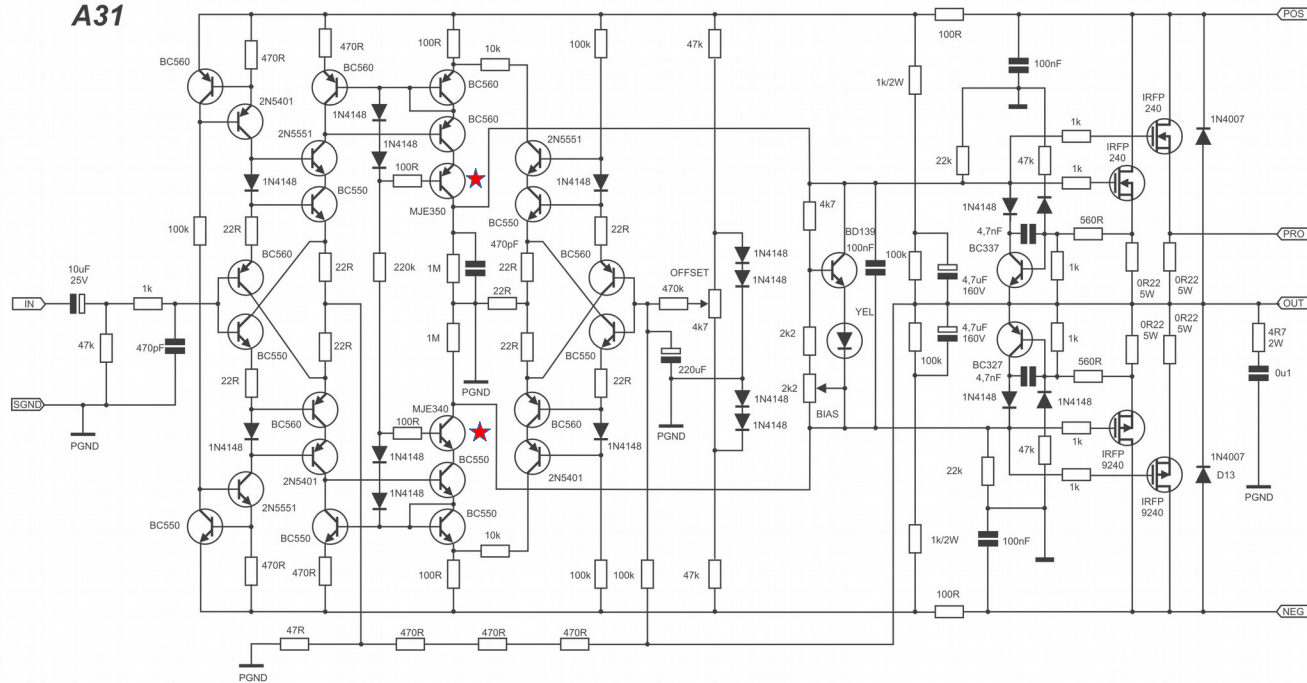 A31
POS
470R
BC560
470R
BC560
100R
10k
100k
47k
100R
100nF
1k/2W
BC560
IRFP
240
1N4007
2N5401
1N4148
BC560
2N5551
2N5551
1k
1N4148
47k
IRFP
240
22k
1N4148
1N4148
BC550
100R
MJE350
BC550
1k
100k
22R
22R
4k7
BD139
100nF
1N4148
4,7nF
560R
PRO
BC560
470pF
1N4148
BC337
10uF
25V
1k
22R
220k
1M
22R
BC560
OFFSET
1N4148
100k
4,7uF
160V
1k
0R22
5W
0R22
5W
IN
22R
470k
OUT
47k
470pF
BC550
22R
1M
22R
BC550
4k7
YEL
2k2
4,7uF
160V
0R22
5W
0R22
5W
4R7
2W
220uF
100k
BC327
4,7nF
1k
560R
22R
22R
PGND
0u1
SGND
MJE340
2k2
BIAS
1N4148
1N4148
1N4148
PGND
100R
BC560
PGND
1N4148
1k
1N4148
BC560
1N4148
1N4148
47k
IRFP
9240
1N4007
D13
2N5401
BC550
2N5401
22k
1k
2N5551
1N4148
IRFP
9240
PGND
BC550
BC550
BC550
10k
1k/2W
100nF
470R
470R
100R
100k
100k
47k
100R
NEG
47R
470R
470R
470R
PGND